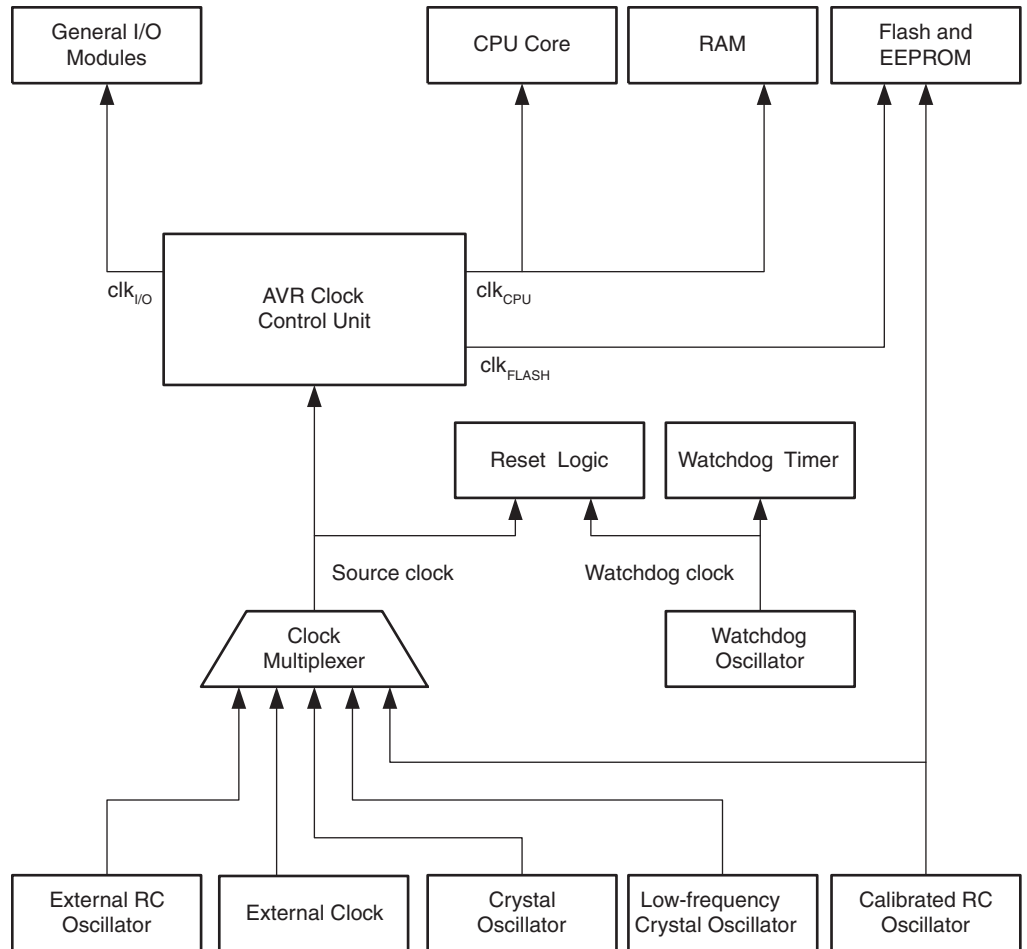 General I/O
Modules
CPU Core
RAM
Flash and
EEPROM
clkI/O
AVR Clock
Control Unit
clkCPU
clkFLASH
Reset Logic
Watchdog Timer
Source clock
Watchdog clock
Clock
Multiplexer
Watchdog
Oscillator
External RC
Oscillator
External Clock
Crystal
Oscillator
Low-frequency
Crystal Oscillator
Calibrated RC
Oscillator